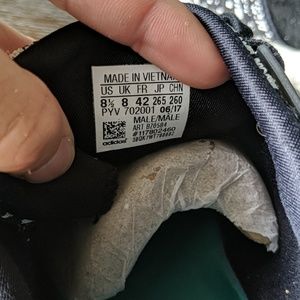 MADE IN VIETNAM
US UK FR JP CHN
8½ 8 42 265 260
PYV 702001 06/17
MALE/MALE
adidas